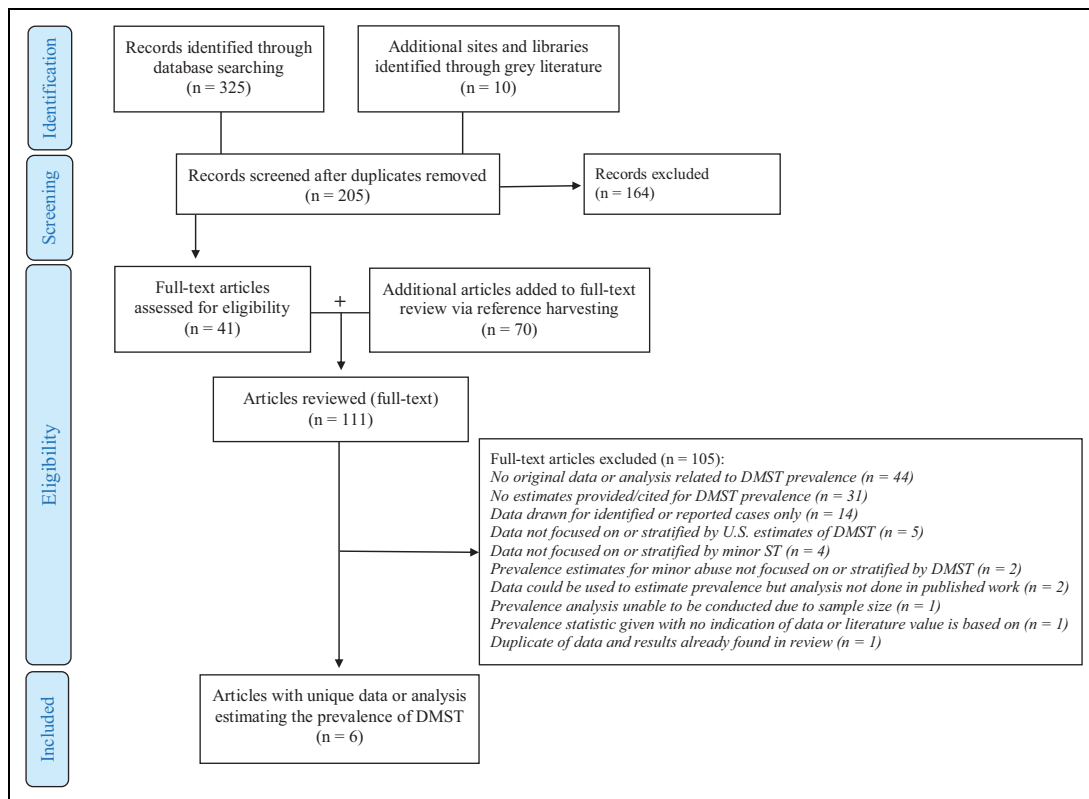 Identification
Records identified through
database searching
(n = 325)
Additional sites and libraries
identified through grey literature
(n = 10)
Screening
Records screened after duplicates removed
(n = 205)
Records excluded
(n = 164)
Eligibility
Full-text articles
assessed for eligibility
(n = 41)
+
Additional articles added to full-text
review via reference harvesting
(n = 70)
Articles reviewed (full-text)
(n = 111)
Full-text articles excluded (n = 105):
No original data or analysis related to DMST prevalence (n = 44)
No estimates provided/cited for DMST prevalence (n = 31)
Data drawn for identified or reported cases only (n = 14)
Data not focused on or stratified by U.S. estimates of DMST (n = 5)
Data not focused on or stratified by minor ST (n = 4)
Prevalence estimates for minor abuse not focused on or stratified by DMST (n = 2)
Data could be used to estimate prevalence but analysis not done in published work (n = 2)
Prevalence analysis unable to be conducted due to sample size (n = 1)
Prevalence statistic given with no indication of data or literature value is based on (n = 1)
Duplicate of data and results already found in review (n = 1)
Included
Articles with unique data or analysis
estimating the prevalence of DMST
(n = 6)